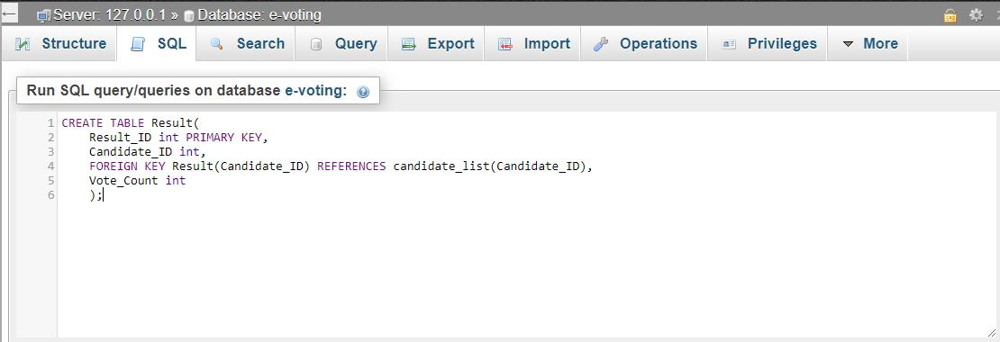 Server: 127.0.0.1 » Database: e-voting
Structure SQL Search Query Export Import Operations Privileges More
Run SQL query/queries on database e-voting:
1 CREATE TABLE Result(
2 Result_ID int PRIMARY KEY,
3 Candidate_ID int,
4 FOREIGN KEY Result(Candidate_ID) REFERENCES candidate_list(Candidate_ID),
5 Vote_Count int
6 );